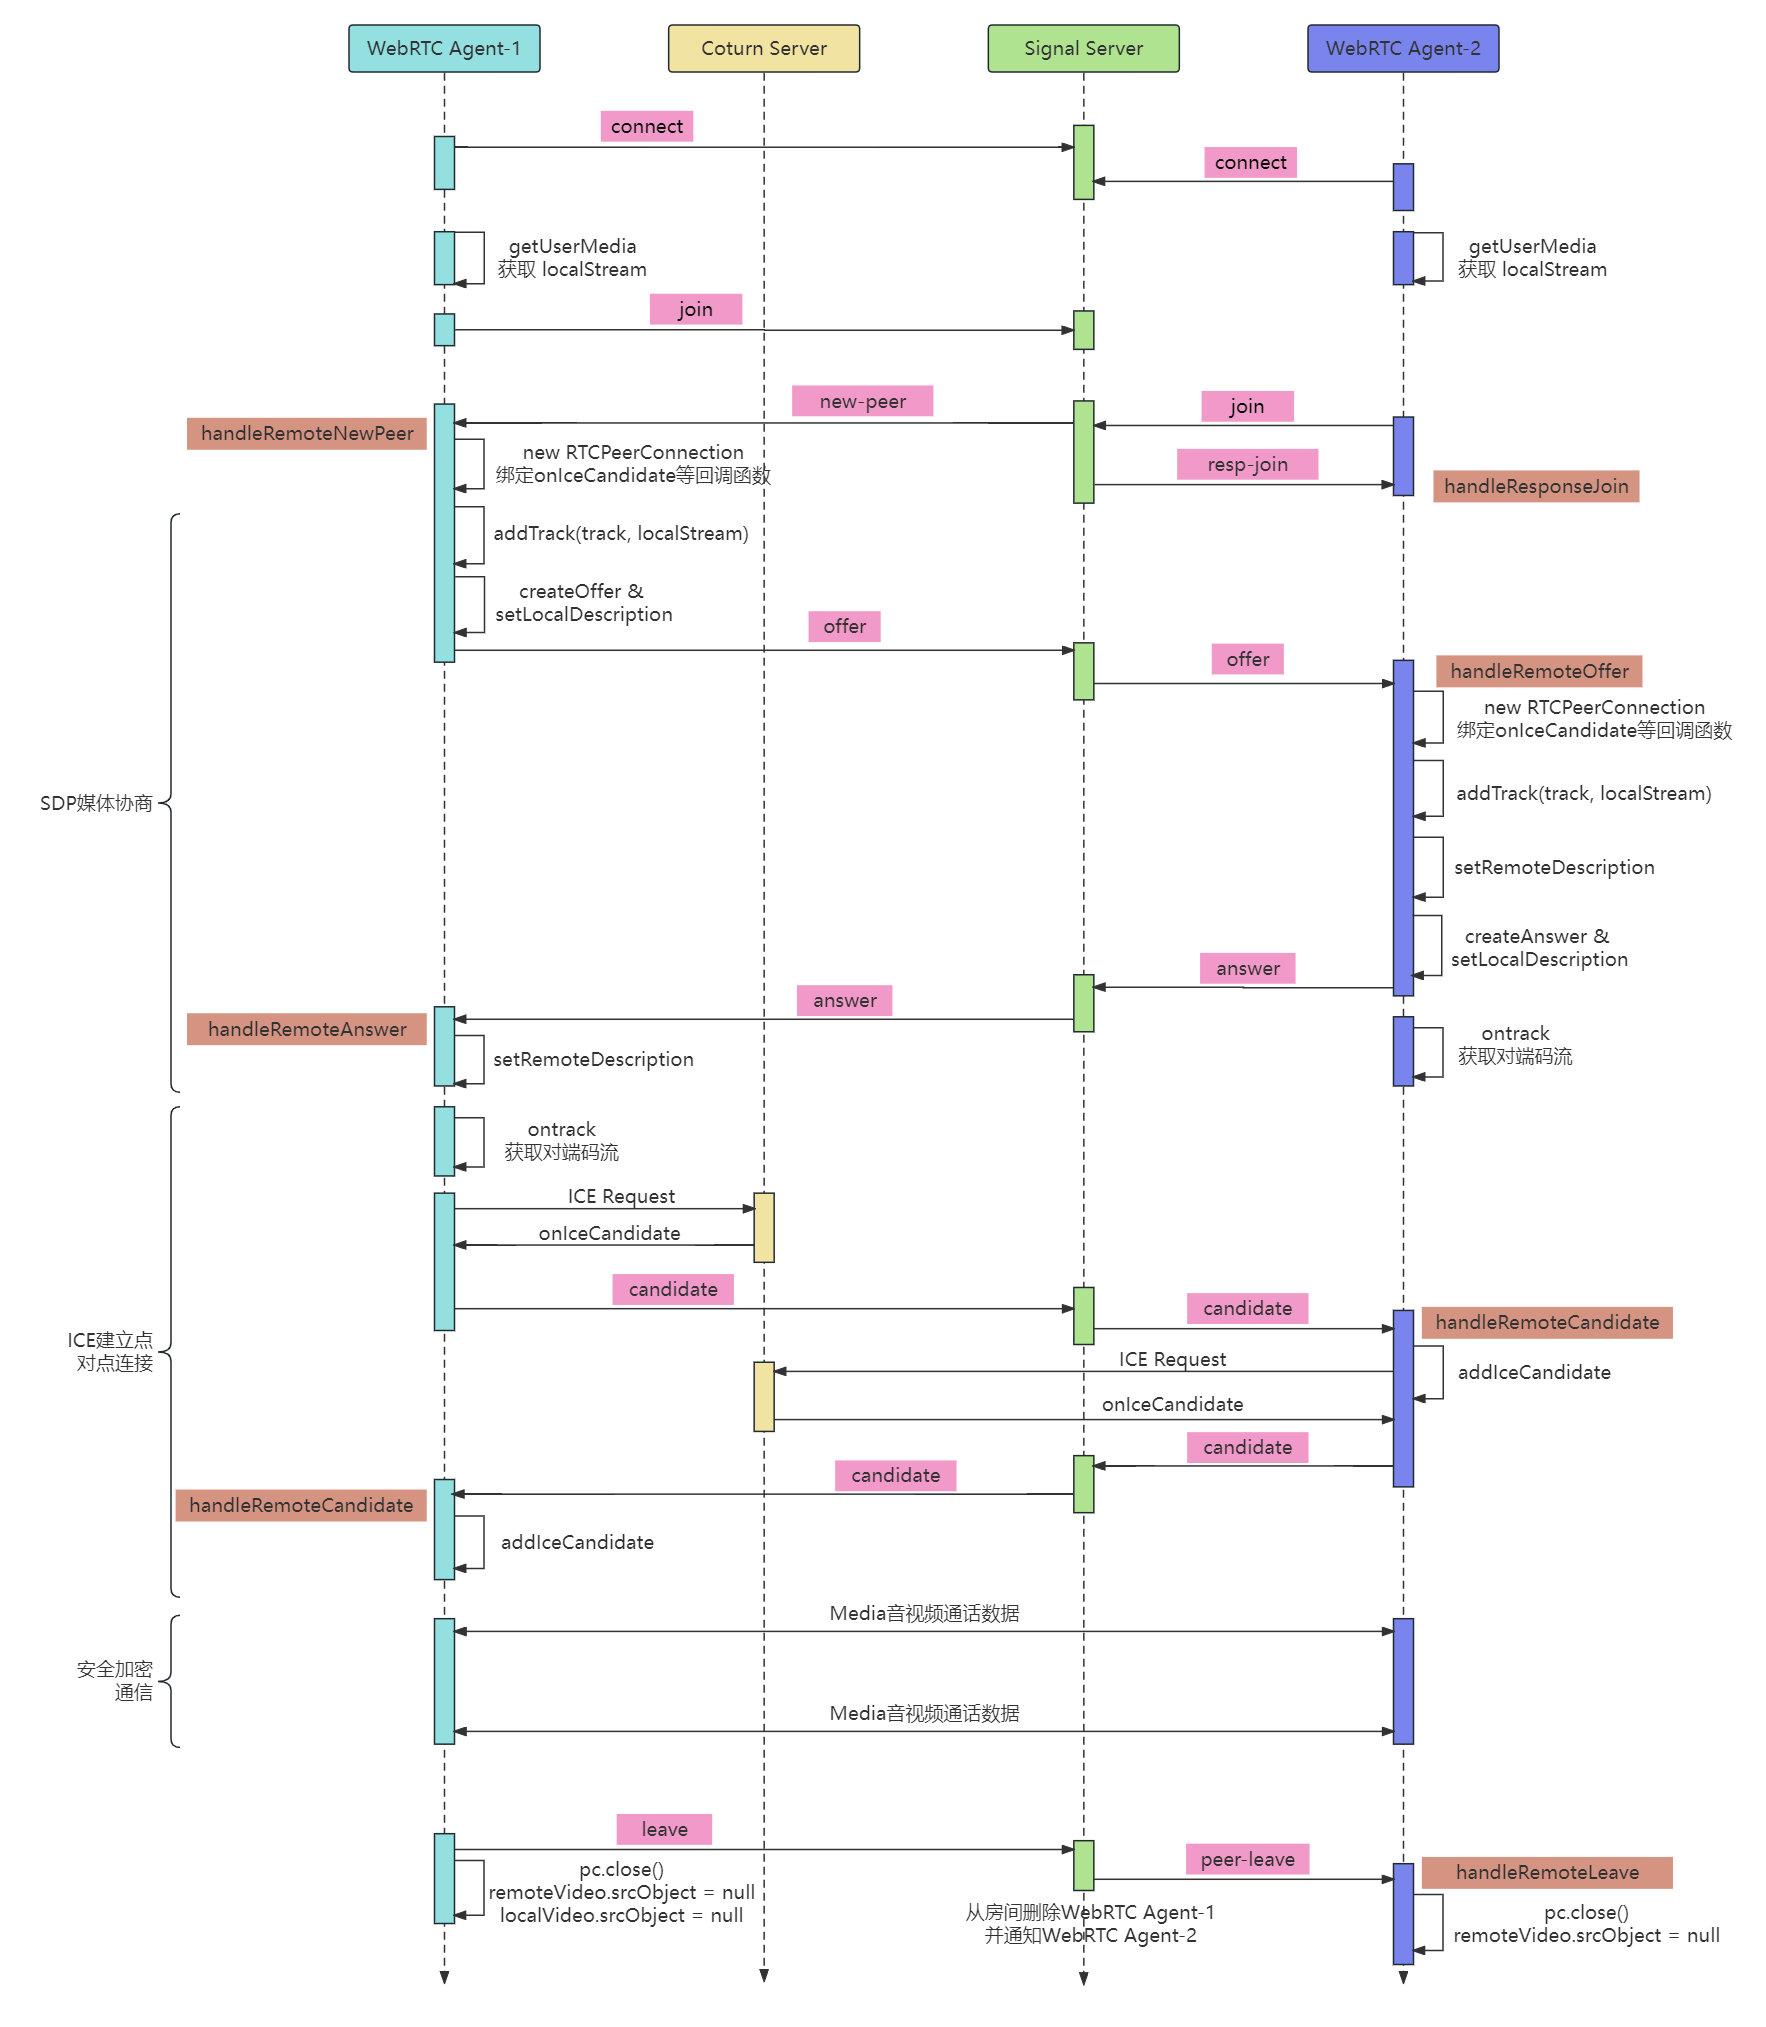 WebRTC Agent-1
Coturn Server
Signal Server
WebRTC Agent-2
connect
connect
getUserMedia
获取 localStream
getUserMedia
获取 localStream
join
new-peer
join
handleRemoteNewPeer
new RTCPeerConnection
绑定onIceCandidate等回调函数
resp-join
handleResponseJoin
addTrack(track, localStream)
createOffer &
setLocalDescription
offer
offer
handleRemoteOffer
new RTCPeerConnection
绑定onIceCandidate等回调函数
SDP媒体协商
addTrack(track, localStream)
setRemoteDescription
createAnswer &
setLocalDescription
answer
answer
handleRemoteAnswer
setRemoteDescription
ontrack
获取对端码流
ontrack
获取对端码流
ICE Request
onIceCandidate
candidate
candidate
handleRemoteCandidate
ICE建立点
对点连接
ICE Request
addIceCandidate
onIceCandidate
candidate
candidate
handleRemoteCandidate
addIceCandidate
Media音视频通话数据
安全加密
通信
Media音视频通话数据
leave
peer-leave
handleRemoteLeave
pc.close()
remoteVideo.srcObject = null
localVideo.srcObject = null
从房间删除WebRTC Agent-1
并通知WebRTC Agent-2
pc.close()
remoteVideo.srcObject = null